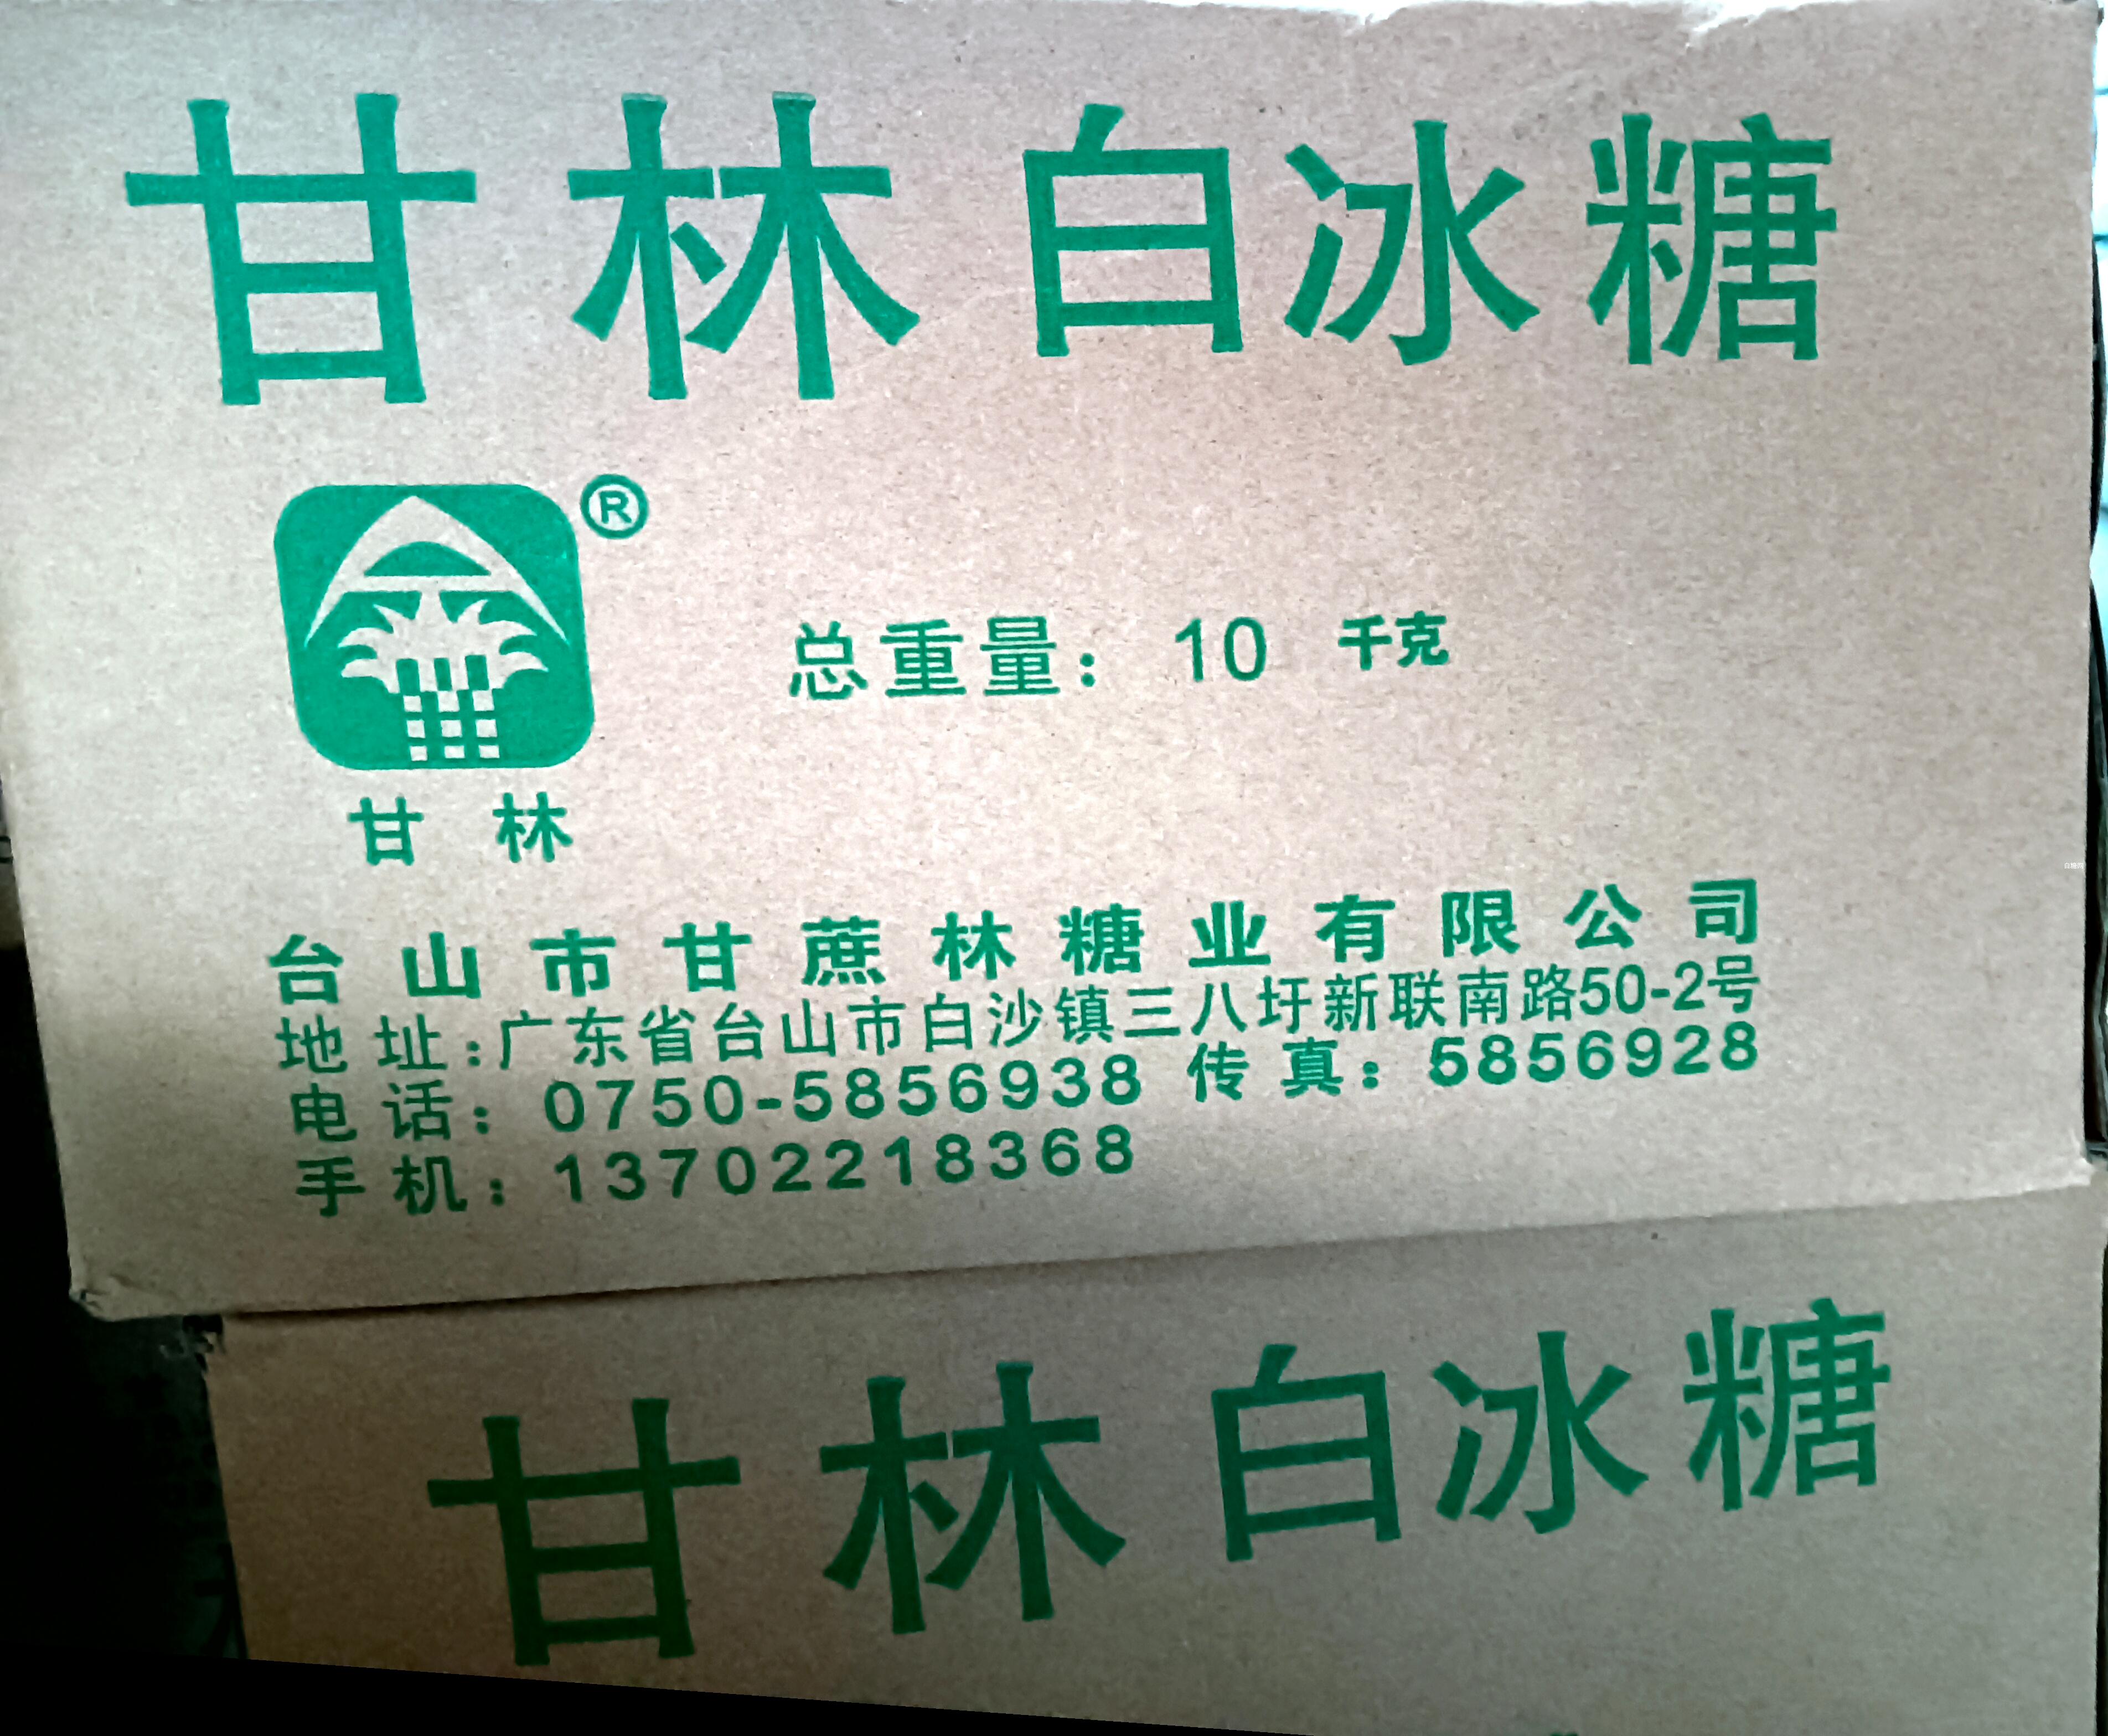 甘林白冰糖
®
总重量：10 千克
甘林
台山市甘蔗林糖业有限公司
地址:广东省台山市白沙镇三八圩新联南路50-2号
电话：0750-5856938 传真：5856928
手机：13702218368
甘林白冰糖